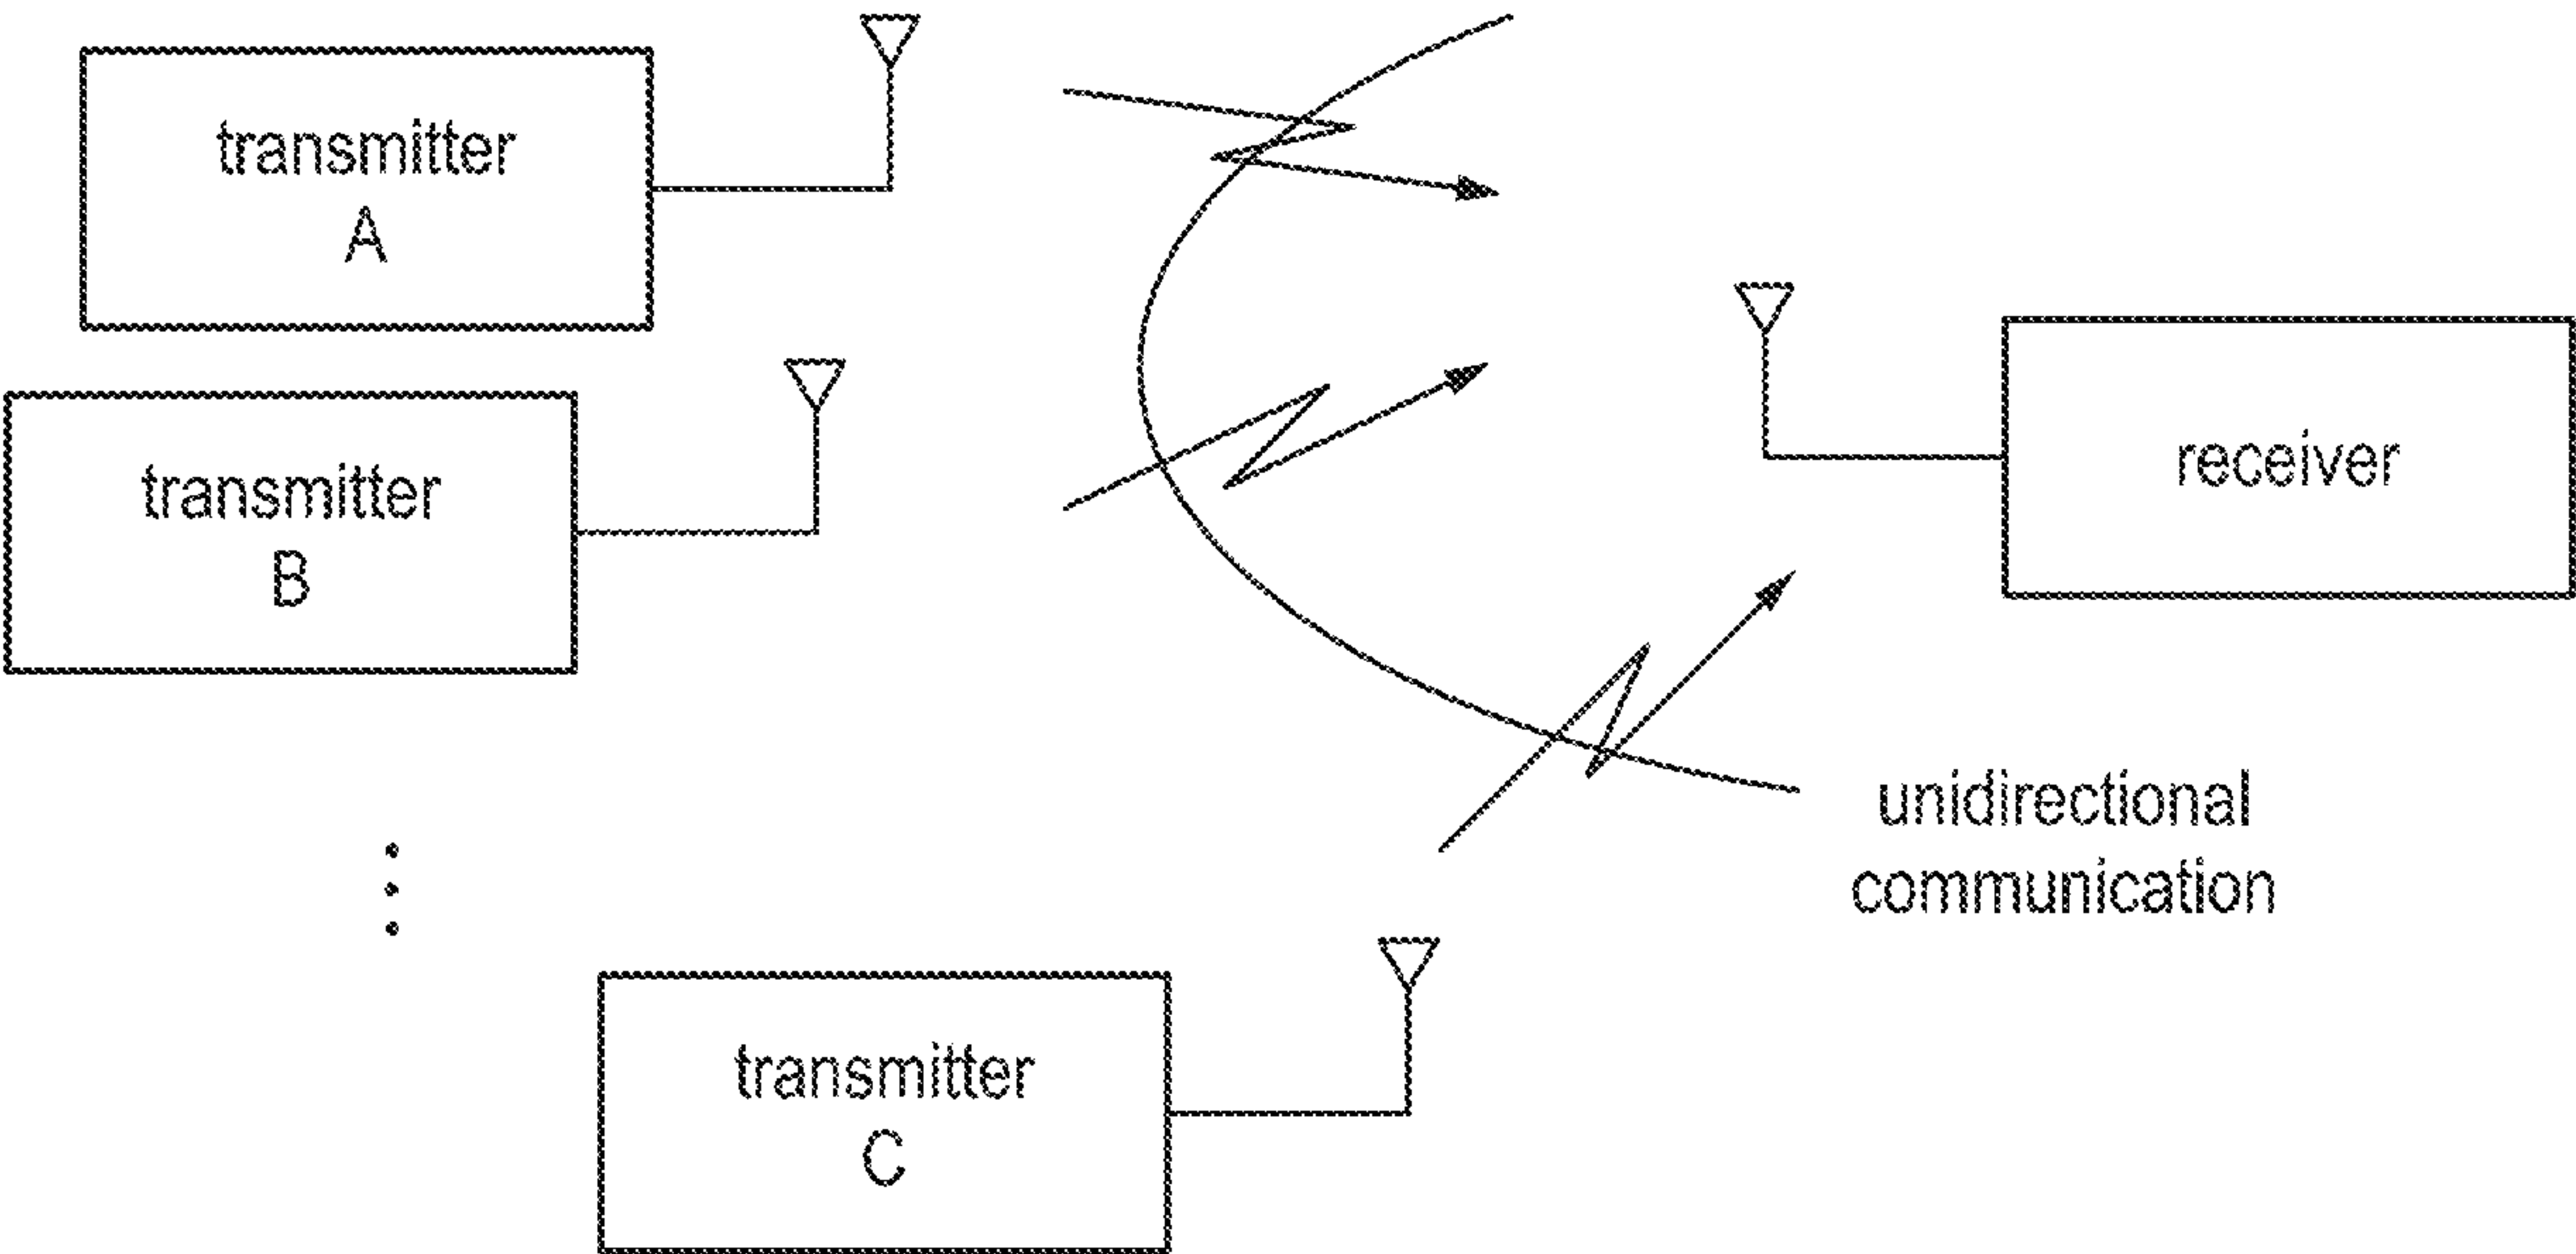 transmitter
A
transmitter
B
receiver
unidirectional
communication
transmitter
C